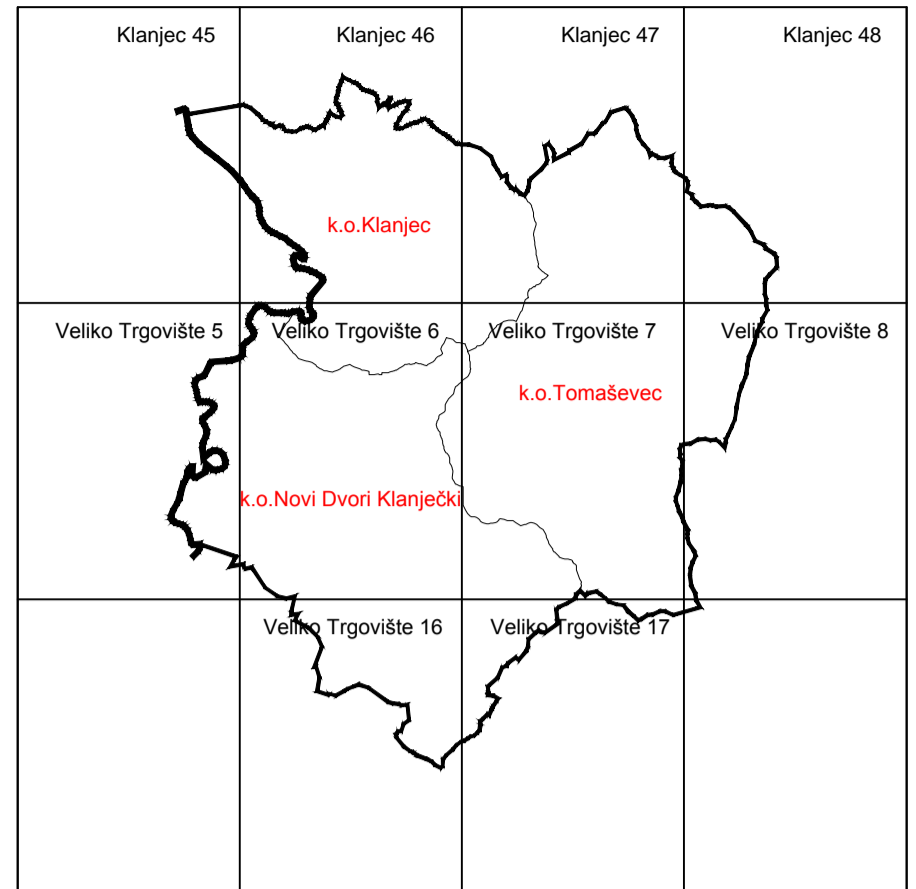 Klanjec 45
Klanjec 46
Klanjec 47
Klanjec 48
k.o.Klanjec
Veliko Trgovište 5
Veliko Trgovište 6
Veliko Trgovište 7
Veliko Trgovište 8
k.o.Tomaševec
k.o.Novi Dvori Klanječki
Veliko Trgovište 16
Veliko Trgovište 17